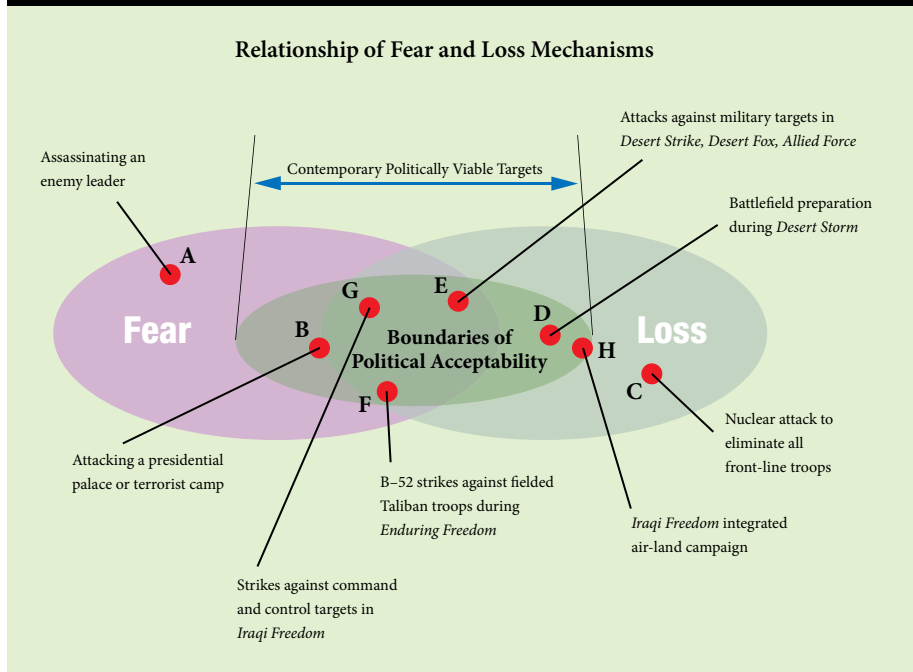 Relationship of Fear and Loss Mechanisms
Attacks against military targets in
Desert Strike, Desert Fox, Allied Force
Assassinating an
enemy leader
Contemporary Politically Viable Targets
Battlefield preparation
during Desert Storm
A
G
E
D
B
H
F
C
Fear
Boundaries of
Political Acceptability
Loss
Nuclear attack to
eliminate all
front-line troops
Attacking a presidential
palace or terrorist camp
B–52 strikes against fielded
Taliban troops during
Enduring Freedom
Iraqi Freedom integrated
air-land campaign
Strikes against command
and control targets in
Iraqi Freedom